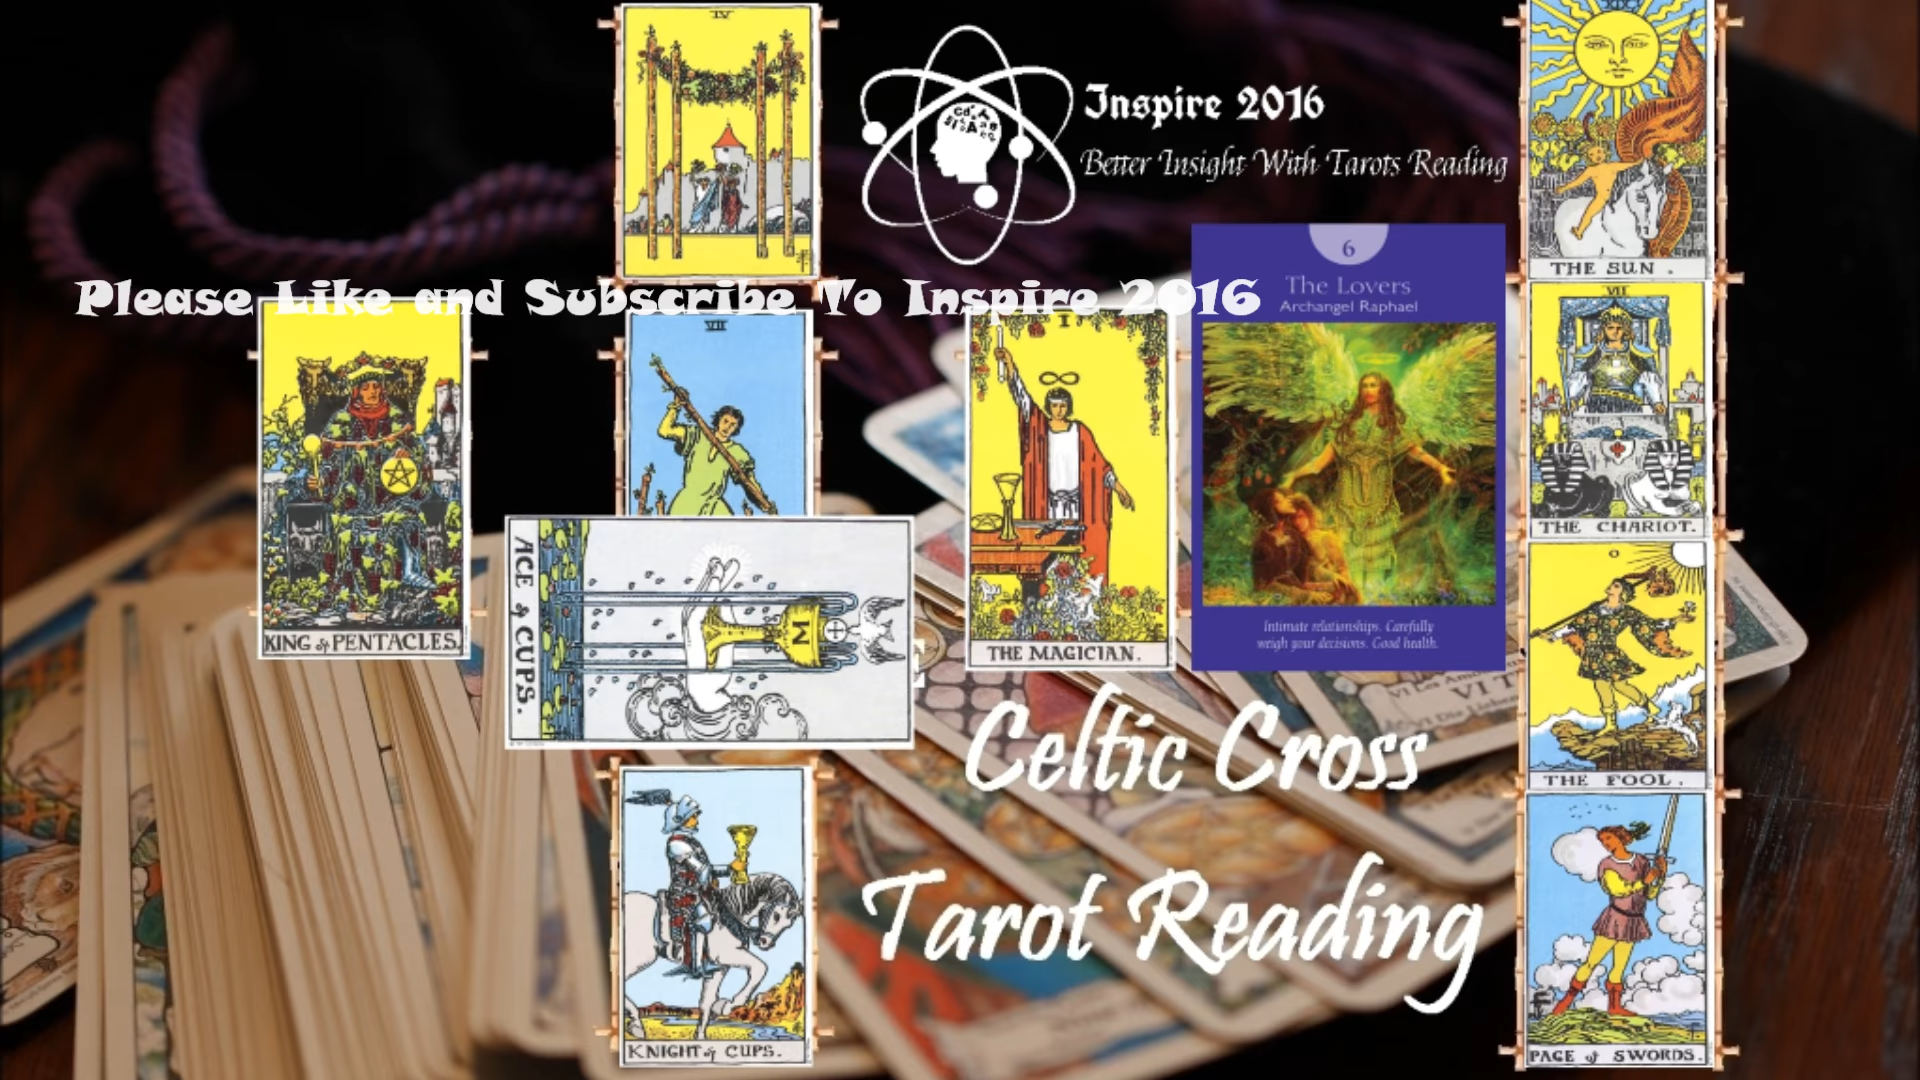 IV
Inspire 2016
Better Insight With Tarots Reading
XIX
THE SUN.
6
The Lovers
Archangel Raphael
Please Like and Subscribe To Inspire 2016
VII
I
VII
KING of PENTACLES.
THE MAGICIAN.
THE CHARIOT.
ACE of CUPS.
W
Intimate relationships. Carefully
weigh your decisions. Good health.
0
THE FOOL.
Celtic Cross
Tarot Reading
KNIGHT of CUPS.
PAGE of SWORDS.